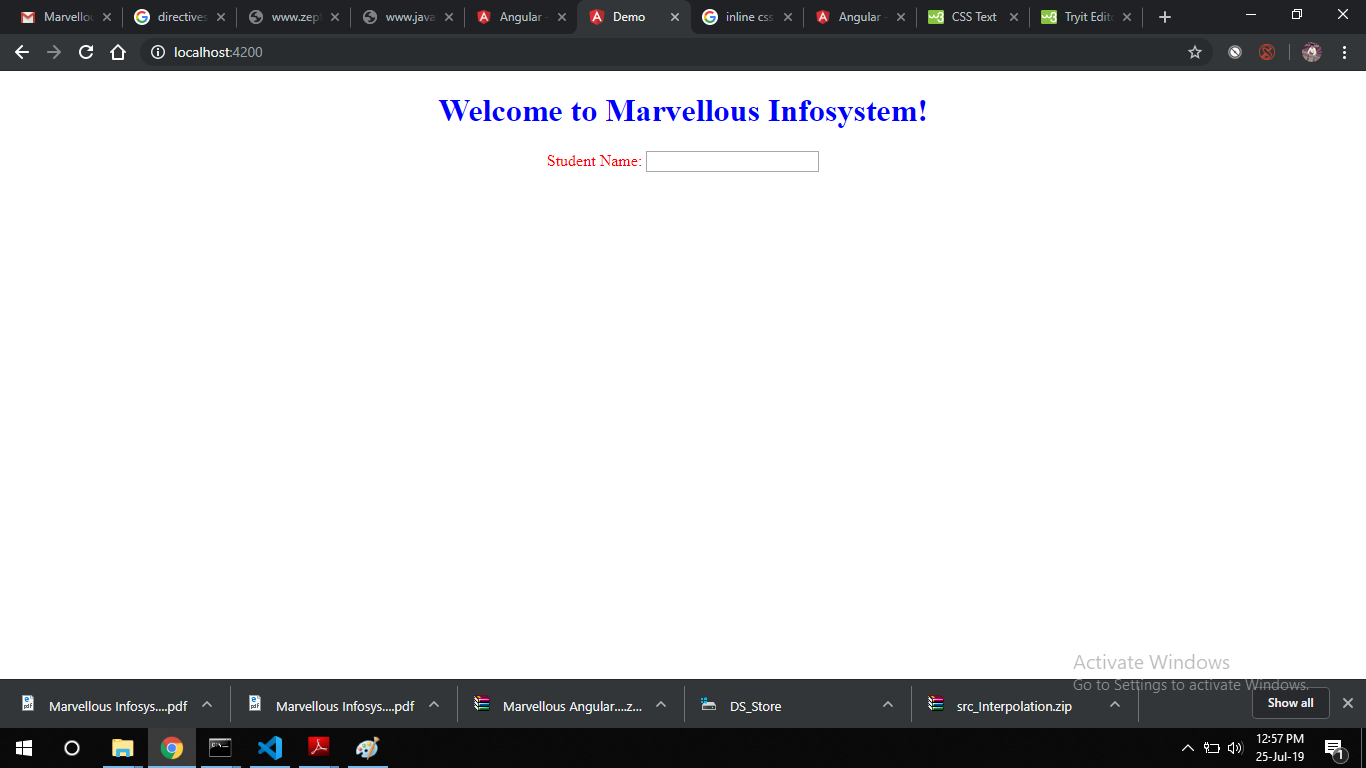 Marvellou
directives
www.zept
www.java
Angular -
Demo
inline css
Angular -
CSS Text
Tryit Edito
localhost:4200
Welcome to Marvellous Infosystem!
Student Name:
Activate Windows
Go to Settings to activate Windows.
Marvellous Infosys....pdf
Marvellous Infosys....pdf
Marvellous Angular....z...
DS_Store
src_Interpolation.zip
Show all
12:57 PM
25-Jul-19
1